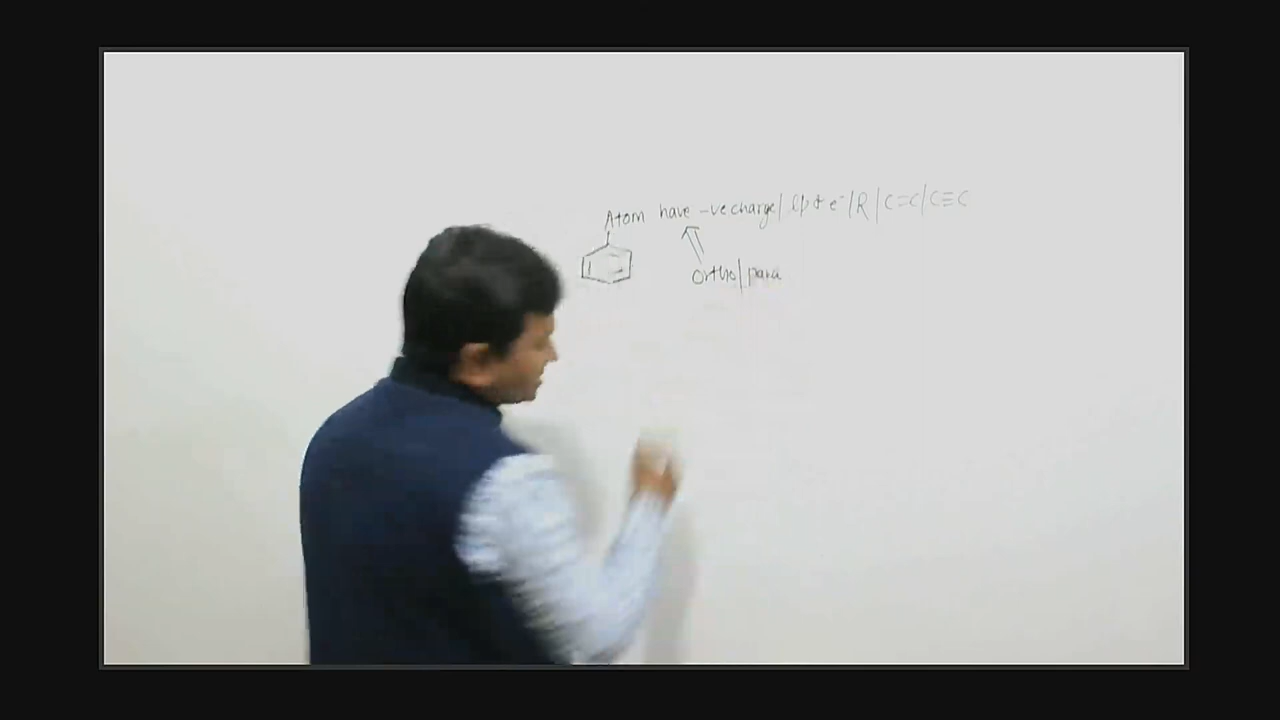 Atom have -ve charge/ lp of e⁻/R/C=C/C≡C
Ortho/para